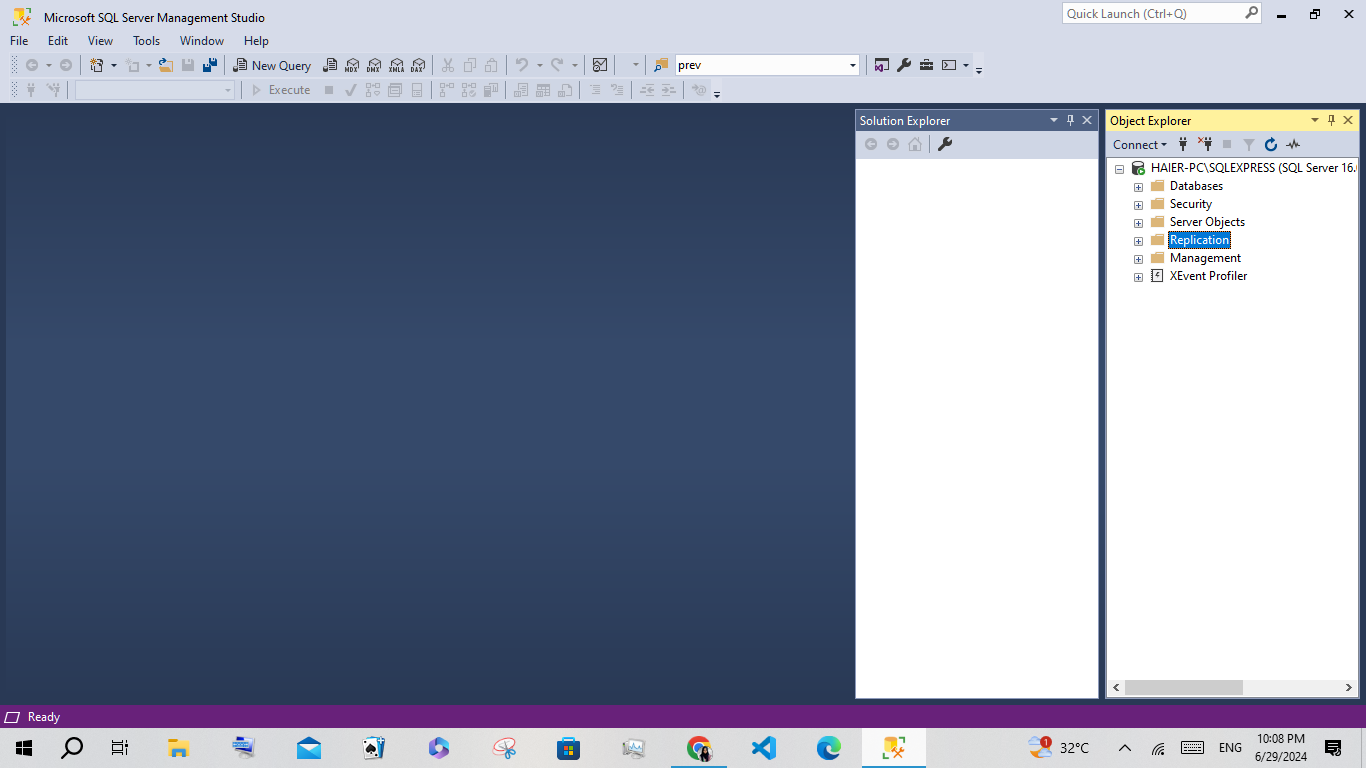 Microsoft SQL Server Management Studio
Quick Launch (Ctrl+Q)
File Edit View Tools Window Help
New Query MDX DMX XMLA DAX prev
Execute
Solution Explorer
Object Explorer
Connect
HAIER-PC\SQLEXPRESS (SQL Server 16.
Databases
Security
Server Objects
Replication
Management
XEvent Profiler
Ready
1 32°C ENG 10:08 PM
6/29/2024